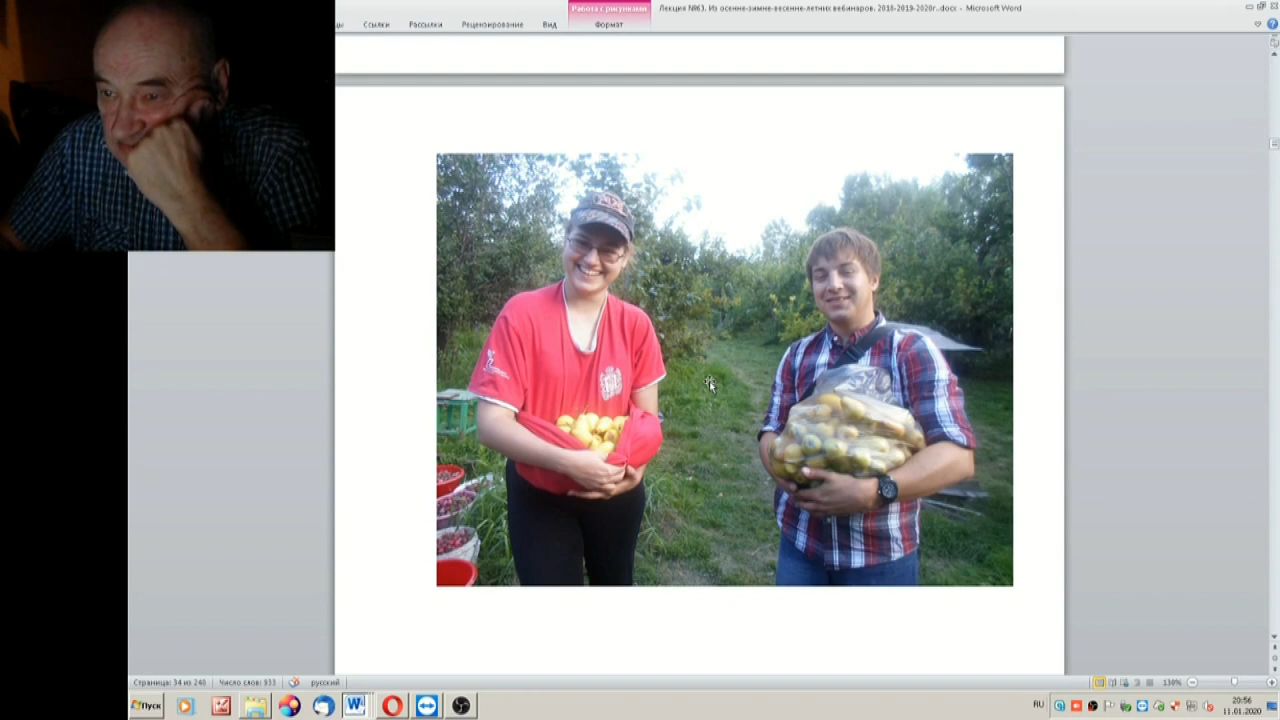 Работа с рисунками
Лекция №63. Из осенне-зимне-весенне-летних вебинаров. 2018-2019-2020г..docx - Microsoft Word
Ссылки Рассылки Рецензирование Вид Формат
Страница: 34 из 240 Число слов: 933 русский 130%
Пуск RU 20:56
11.01.2020